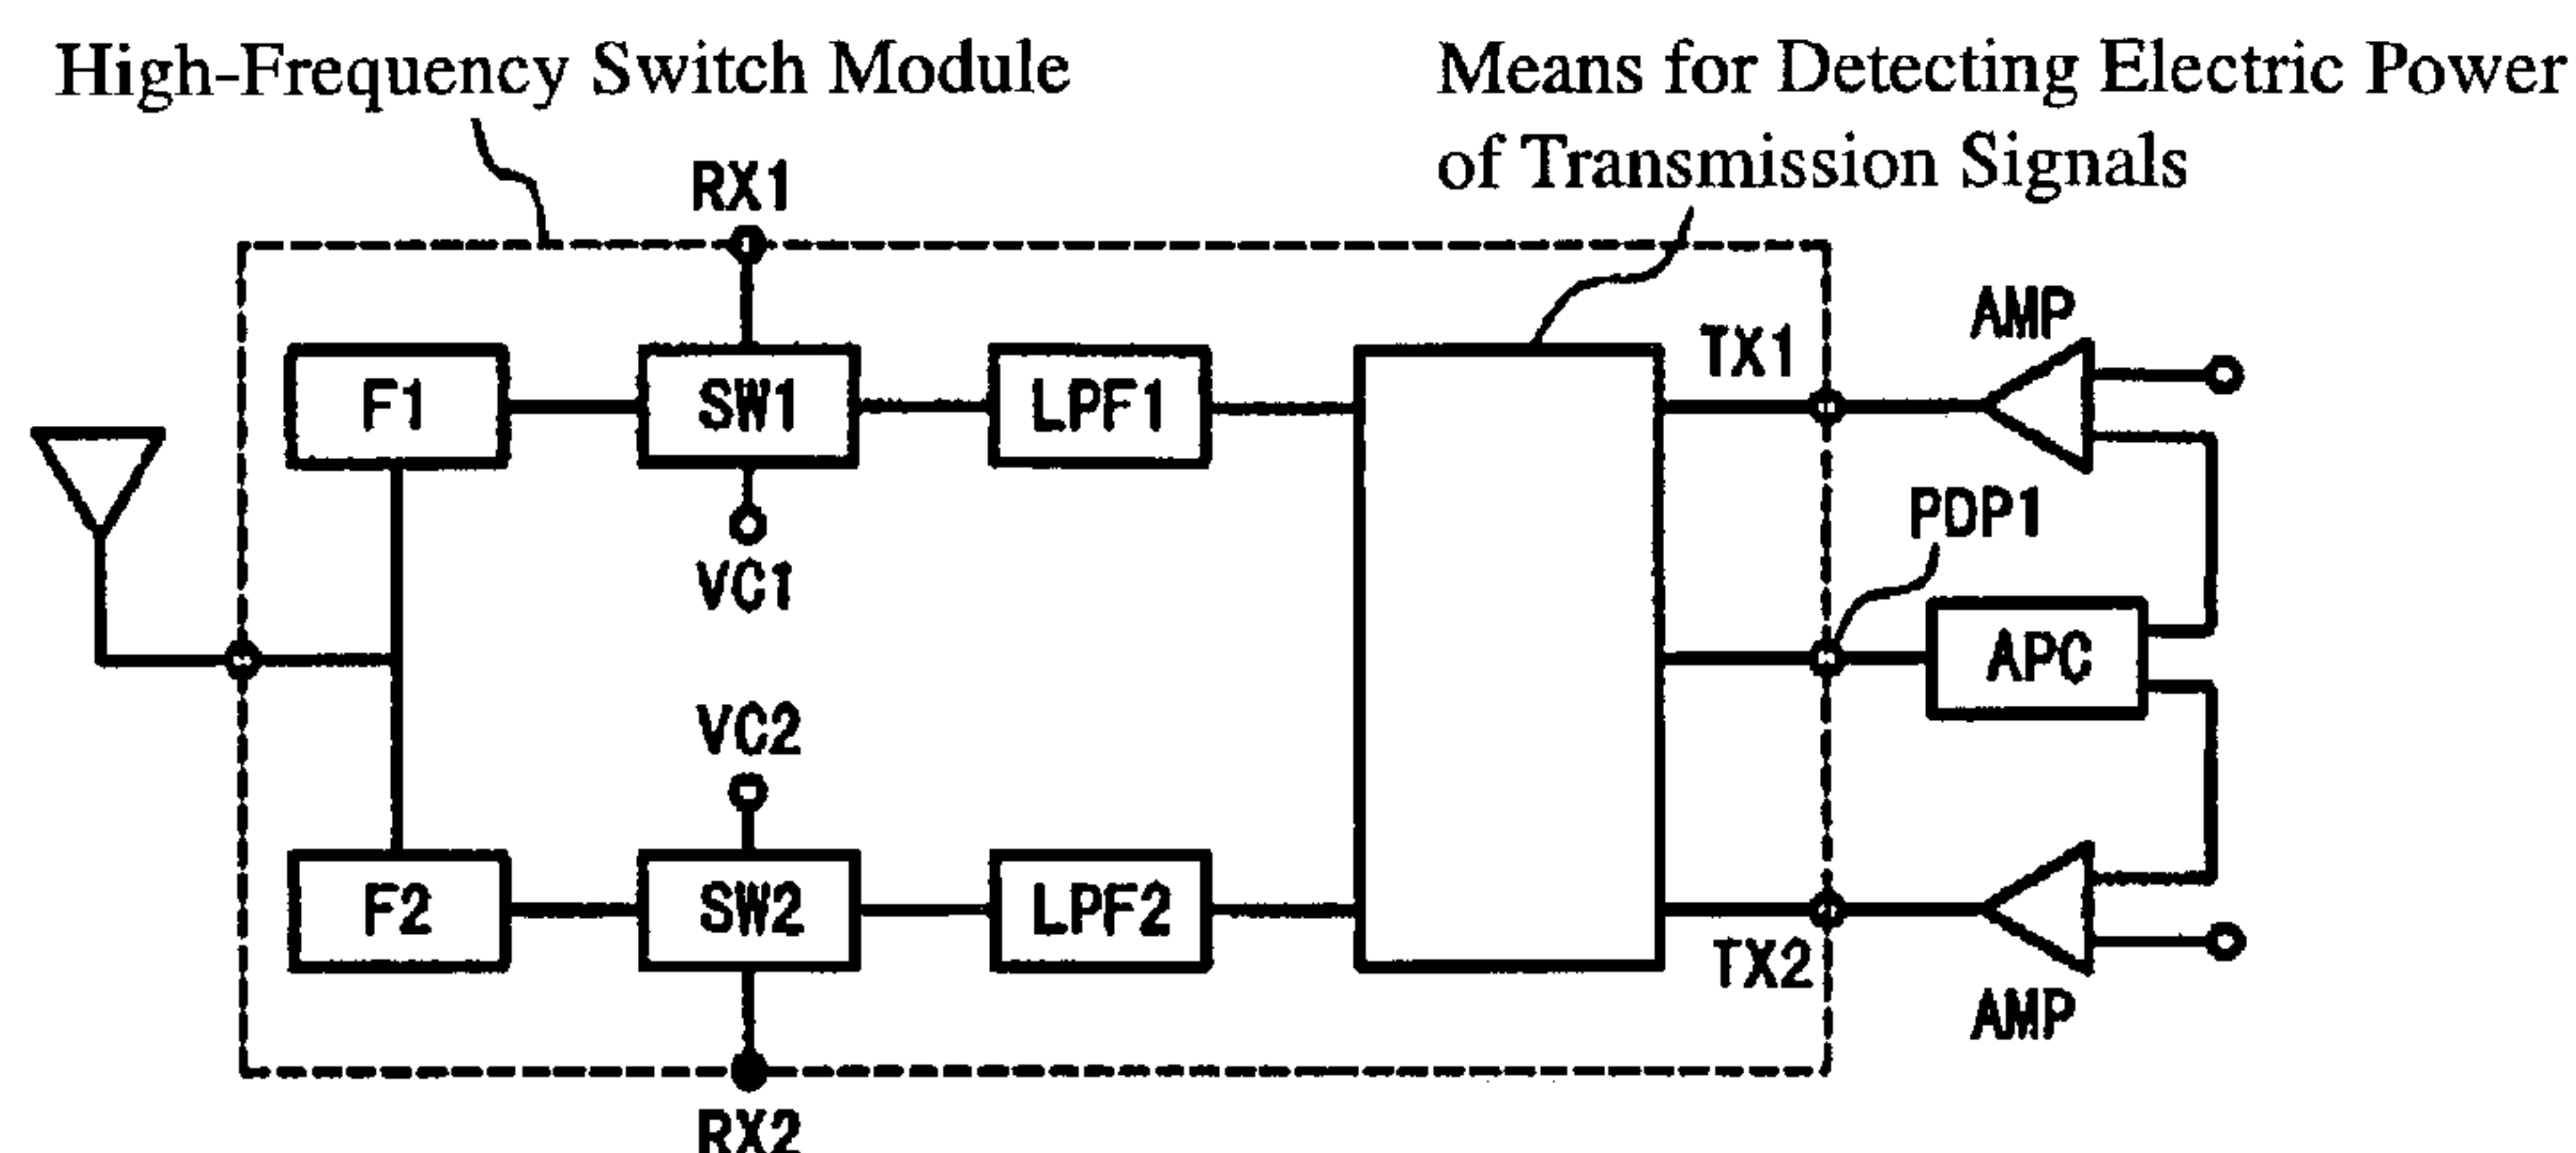 High-Frequency Switch Module
Means for Detecting Electric Power
of Transmission Signals
RX1
AMP
TX1
F1
SW1
LPF1
PDP1
VC1
APC
VC2
F2
SW2
LPF2
TX2
AMP
RX2